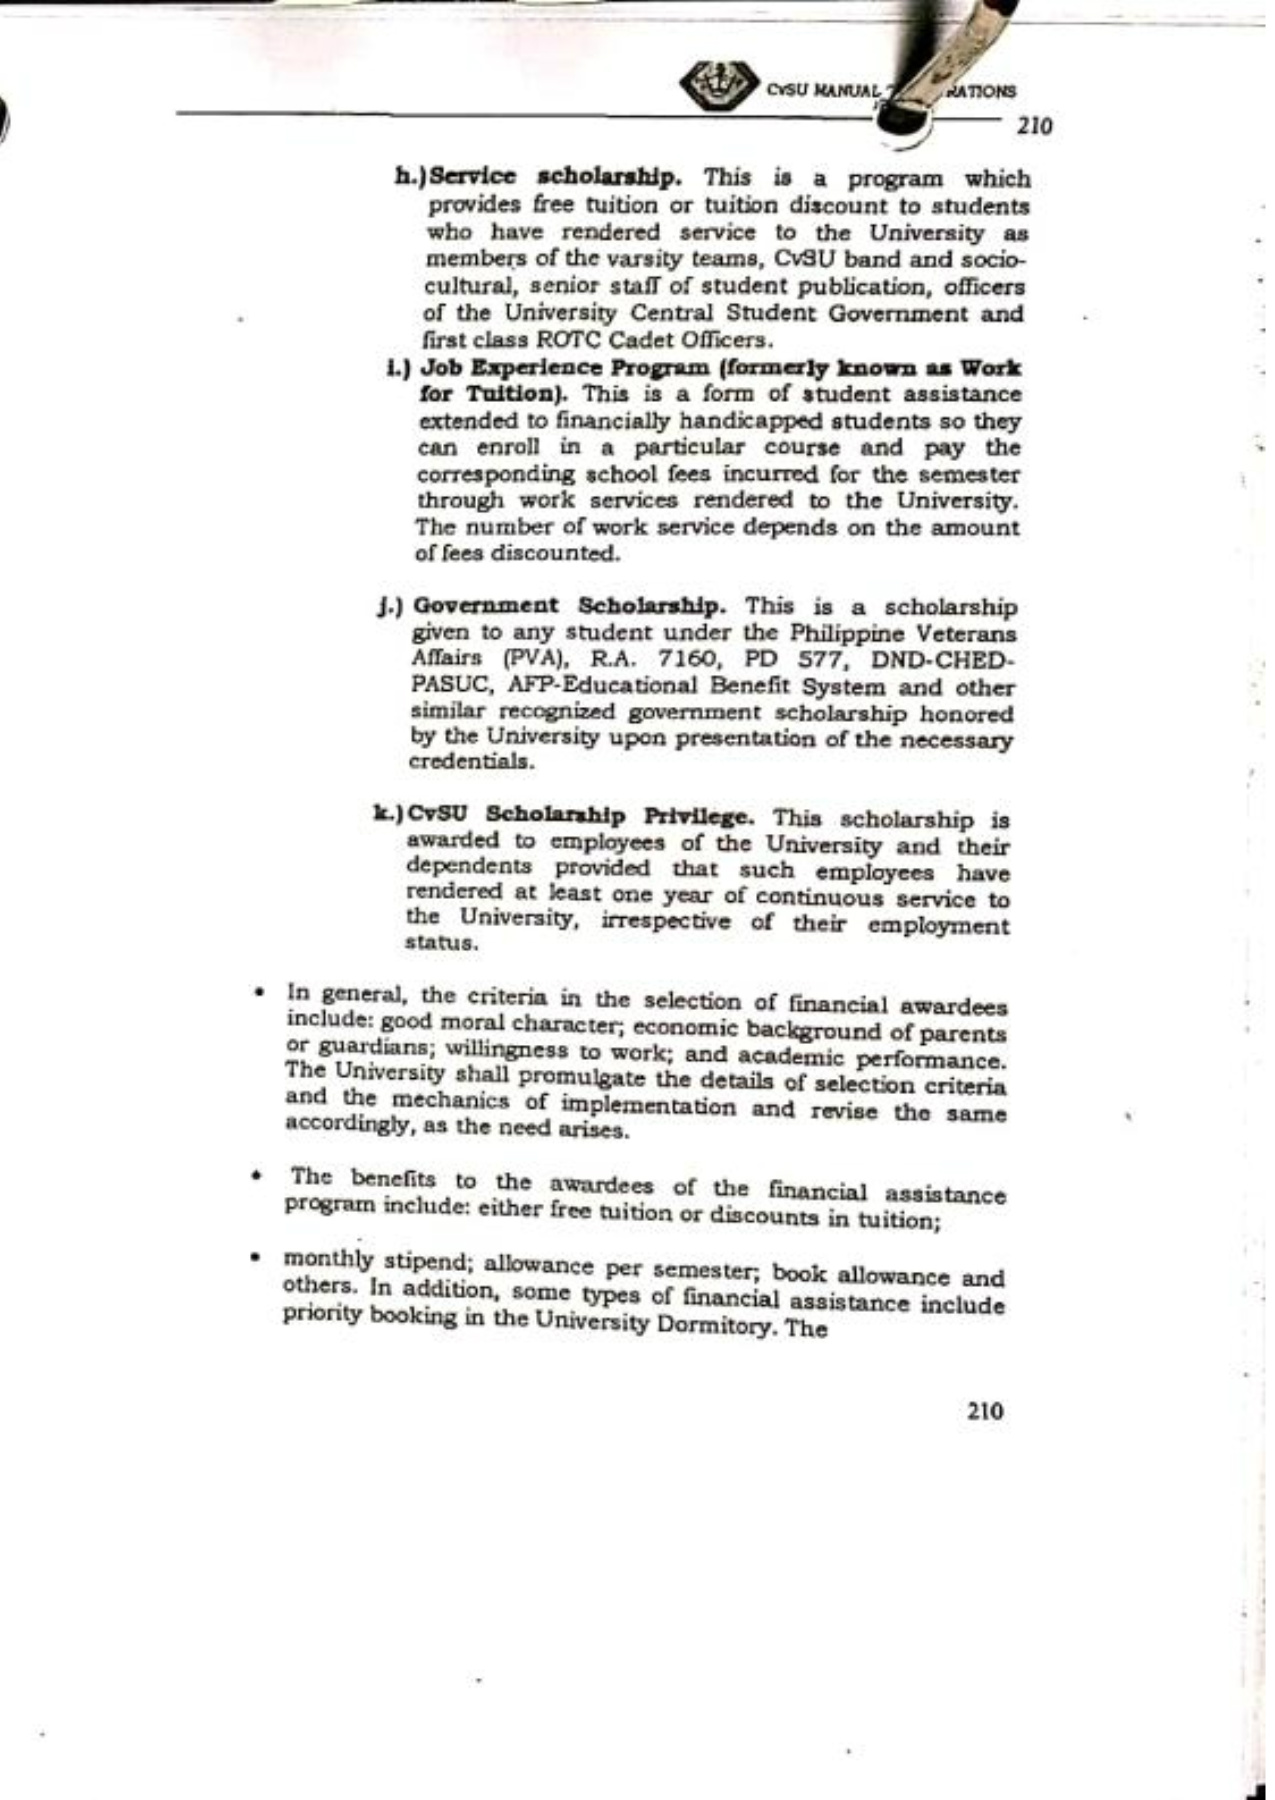 CvSU MANUAL RATIONS
210
h.) Service scholarship. This is a program which
provides free tuition or tuition discount to students
who have rendered service to the University as
members of the varsity teams, CvSU band and socio-
cultural, senior staff of student publication, officers
of the University Central Student Government and
first class ROTC Cadet Officers.
i.) Job Experience Program (formerly known as Work
for Tuition). This is a form of student assistance
extended to financially handicapped students so they
can enroll in a particular course and pay the
corresponding school fees incurred for the semester
through work services rendered to the University.
The number of work service depends on the amount
of fees discounted.
j.) Government Scholarship. This is a scholarship
given to any student under the Philippine Veterans
Affairs (PVA), R.A. 7160, PD 577, DND-CHED-
PASUC, AFP-Educational Benefit System and other
similar recognized government scholarship honored
by the University upon presentation of the necessary
credentials.
k.) CvSU Scholarship Privilege. This scholarship is
awarded to employees of the University and their
dependents provided that such employees have
rendered at least one year of continuous service to
the University, irrespective of their employment
status.
• In general, the criteria in the selection of financial awardees
include: good moral character; economic background of parents
or guardians; willingness to work; and academic performance.
The University shall promulgate the details of selection criteria
and the mechanics of implementation and revise the same
accordingly, as the need arises.
• The benefits to the awardees of the financial assistance
program include: either free tuition or discounts in tuition;
• monthly stipend; allowance per semester; book allowance and
others. In addition, some types of financial assistance include
priority booking in the University Dormitory. The
210